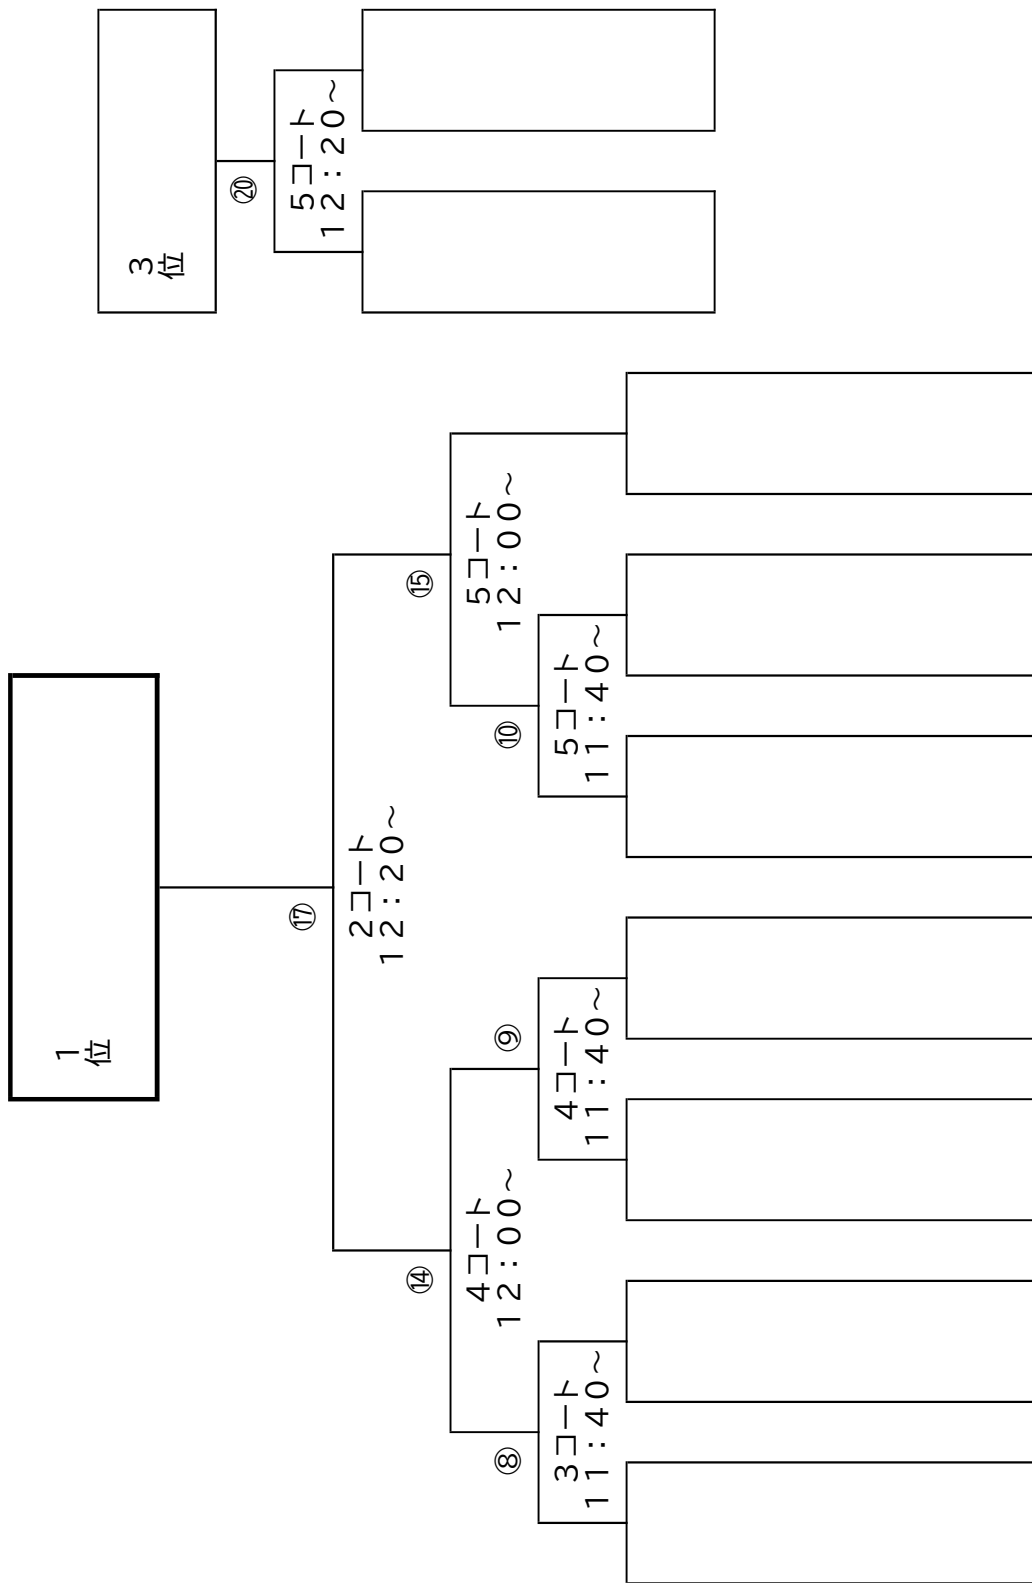 1位
⑰
2コート
12：20～
⑭
4コート
12：00～
⑮
5コート
12：00～
⑧
3コート
11：40～
⑨
4コート
11：40～
⑩
5コート
11：40～
3位
⑳
5コート
12：20～